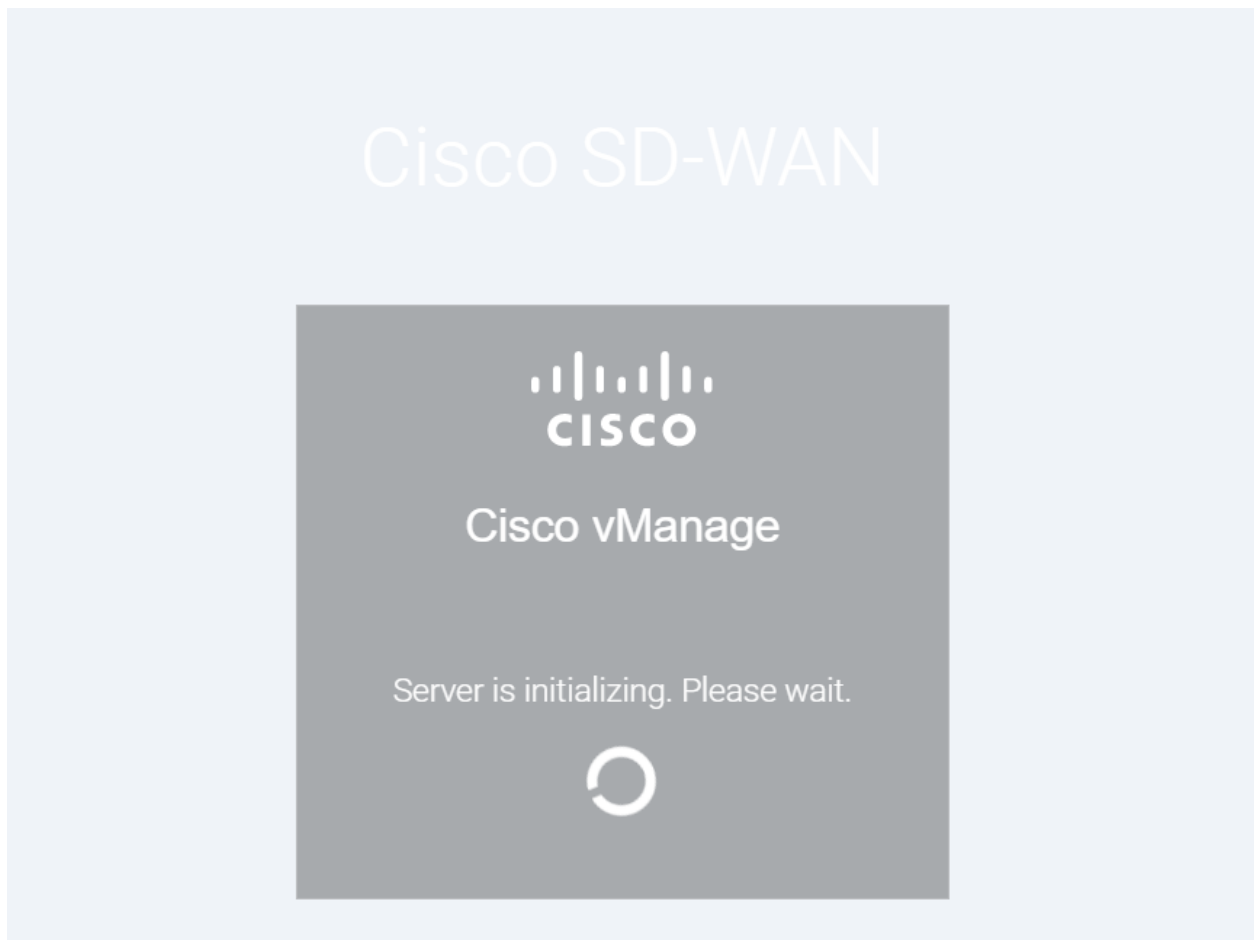 Cisco SD-WAN
CISCO
Cisco vManage
Server is initializing. Please wait.